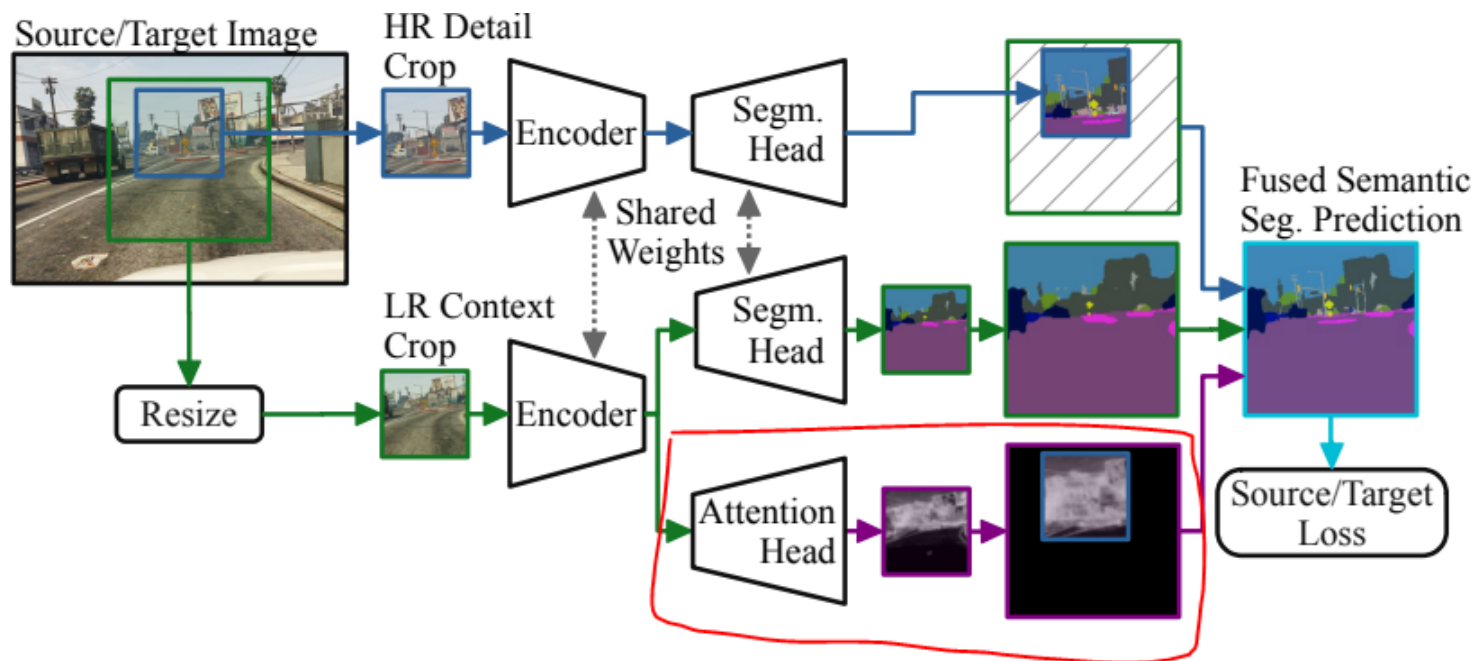 Source/Target Image
HR Detail
Crop
Encoder
Segm.
Head
Shared
Weights
Fused Semantic
Seg. Prediction
LR Context
Crop
Resize
Encoder
Segm.
Head
Attention
Head
Source/Target
Loss